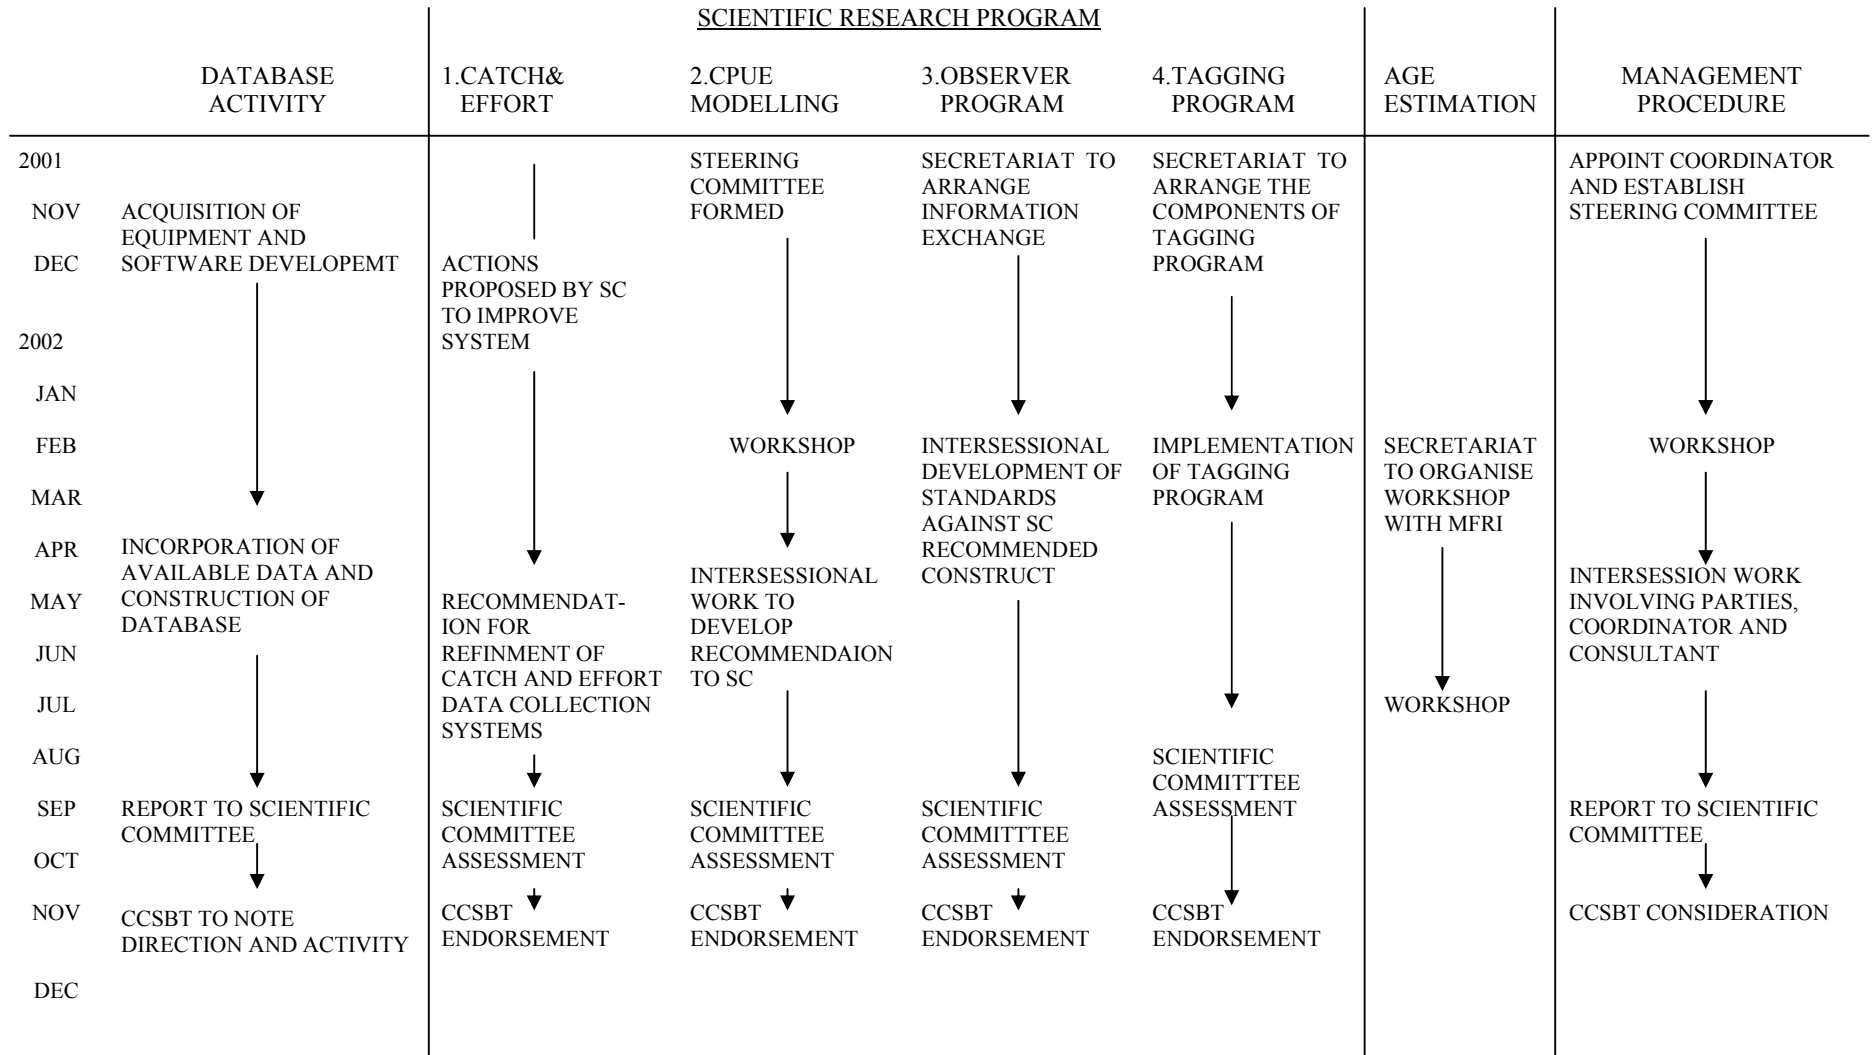 SCIENTIFIC RESEARCH PROGRAM
DATABASE
ACTIVITY
1.CATCH&
EFFORT
2.CPUE
MODELLING
3.OBSERVER
PROGRAM
4.TAGGING
PROGRAM
AGE
ESTIMATION
MANAGEMENT
PROCEDURE
2001
NOV
DEC
2002
JAN
FEB
MAR
APR
MAY
JUN
JUL
AUG
SEP
OCT
NOV
DEC
ACQUISITION OF
EQUIPMENT AND
SOFTWARE DEVELOPEMT
INCORPORATION OF
AVAILABLE DATA AND
CONSTRUCTION OF
DATABASE
REPORT TO SCIENTIFIC
COMMITTEE
CCSBT TO NOTE
DIRECTION AND ACTIVITY
ACTIONS
PROPOSED BY SC
TO IMPROVE
SYSTEM
RECOMMENDAT-
ION FOR
REFINMENT OF
CATCH AND EFFORT
DATA COLLECTION
SYSTEMS
SCIENTIFIC
COMMITTEE
ASSESSMENT
CCSBT
ENDORSEMENT
STEERING
COMMITTEE
FORMED
WORKSHOP
INTERSESSIONAL
WORK TO
DEVELOP
RECOMMENDAION
TO SC
SCIENTIFIC
COMMITTEE
ASSESSMENT
CCSBT
ENDORSEMENT
SECRETARIAT TO
ARRANGE
INFORMATION
EXCHANGE
INTERSESSIONAL
DEVELOPMENT OF
STANDARDS
AGAINST SC
RECOMMENDED
CONSTRUCT
SCIENTIFIC
COMMITTTEE
ASSESSMENT
CCSBT
ENDORSEMENT
SECRETARIAT TO
ARRANGE THE
COMPONENTS OF
TAGGING
PROGRAM
IMPLEMENTATION
OF TAGGING
PROGRAM
SCIENTIFIC
COMMITTTEE
ASSESSMENT
CCSBT
ENDORSEMENT
SECRETARIAT
TO ORGANISE
WORKSHOP
WITH MFRI
WORKSHOP
APPOINT COORDINATOR
AND ESTABLISH
STEERING COMMITTEE
WORKSHOP
INTERSESSION WORK
INVOLVING PARTIES,
COORDINATOR AND
CONSULTANT
REPORT TO SCIENTIFIC
COMMITTEE
CCSBT CONSIDERATION